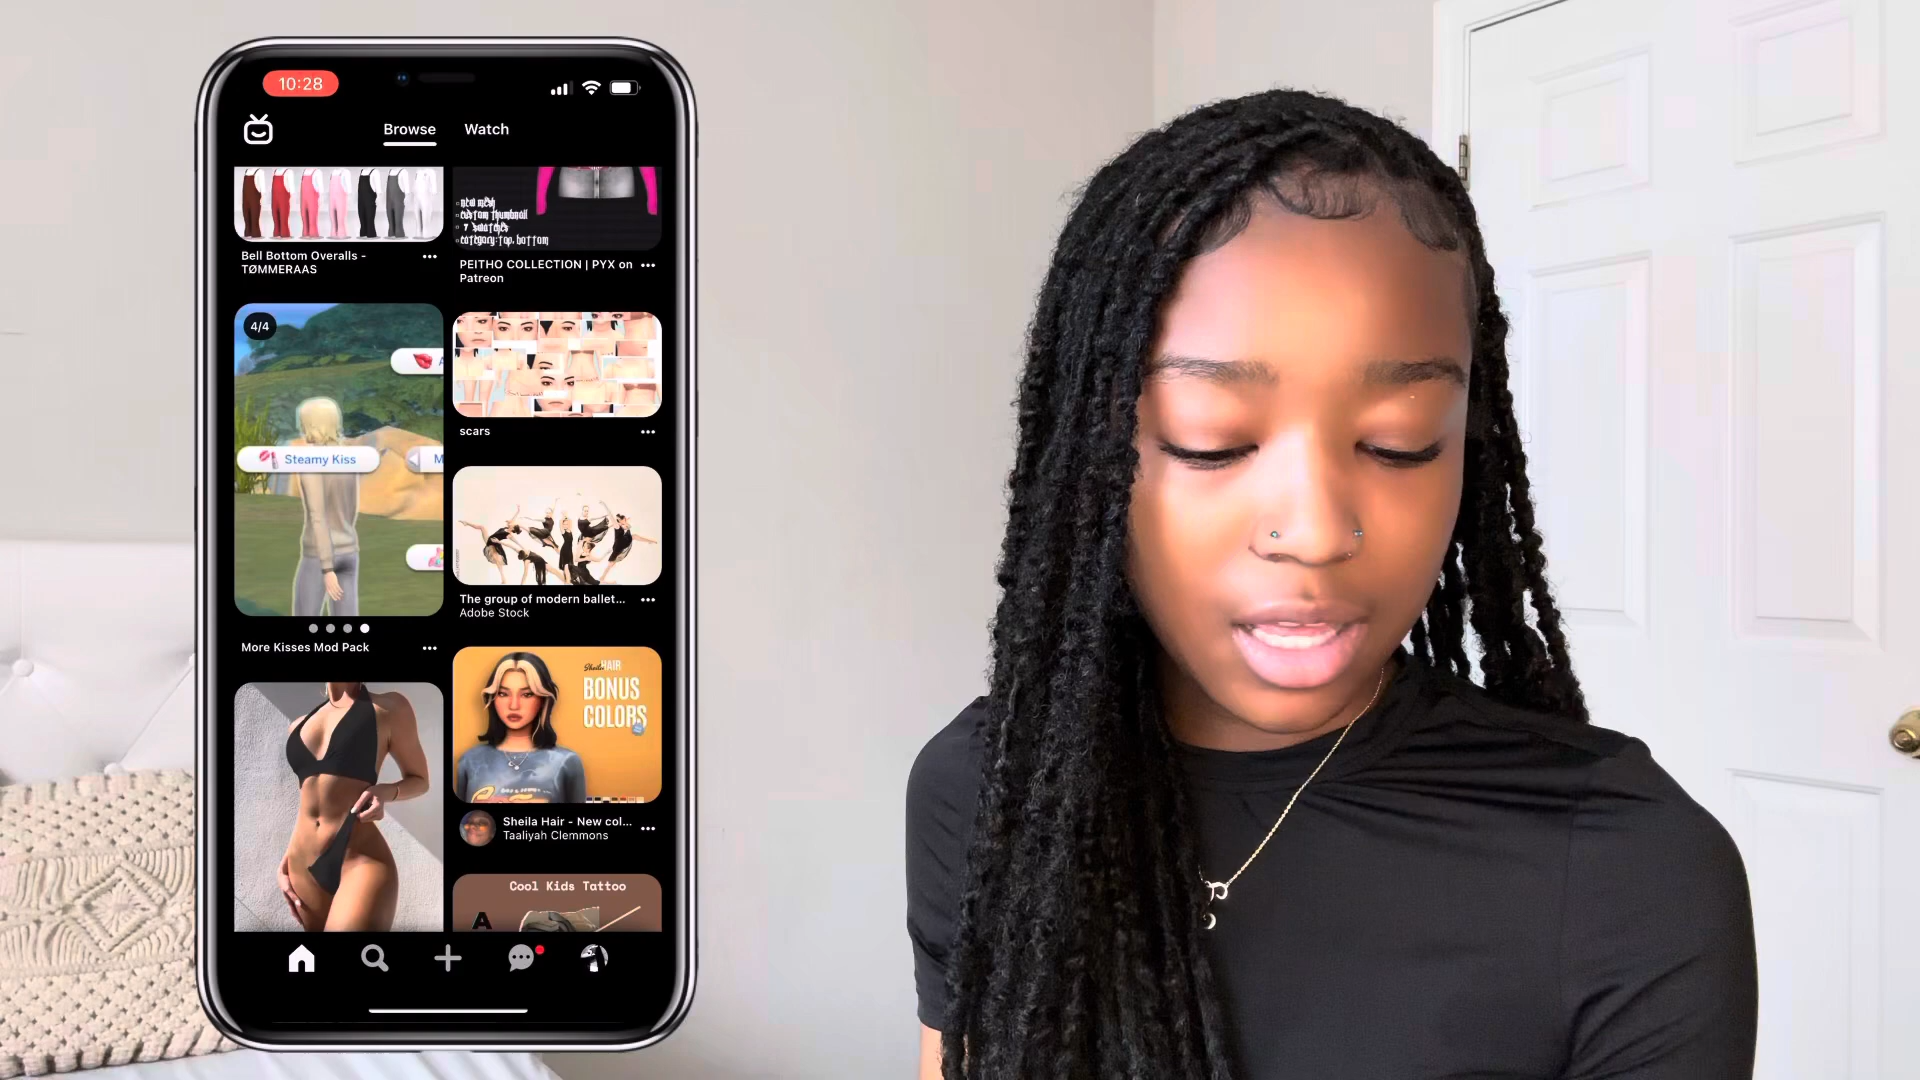 10:28
Browse
Watch
Bell Bottom Overalls -
TØMMERAAS
new mesh
custom thumbnail
7 swatches
category: top, bottom
PEITHO COLLECTION | PYX on
Patreon
4/4
Steamy Kiss
M
More Kisses Mod Pack
scars
The group of modern ballet...
Adobe Stock
Sheila HAIR
BONUS
COLORS
Sheila Hair - New col...
Taaliyah Clemmons
Cool Kids Tattoo
A